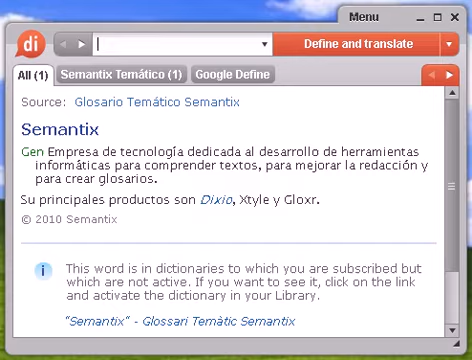 Menu
di
Define and translate
All (1)
Semantix Temático (1)
Google Define
Source: Glosario Temático Semantix
Semantix
Gen Empresa de tecnología dedicada al desarrollo de herramientas
informáticas para comprender textos, para mejorar la redacción y
para crear glosarios.
Su principales productos son Dixio, Xtyle y Gloxr.
© 2010 Semantix
i
This word is in dictionaries to which you are subscribed but
which are not active. If you want to see it, click on the link
and activate the dictionary in your Library.
"Semantix" - Glossari Temàtic Semantix